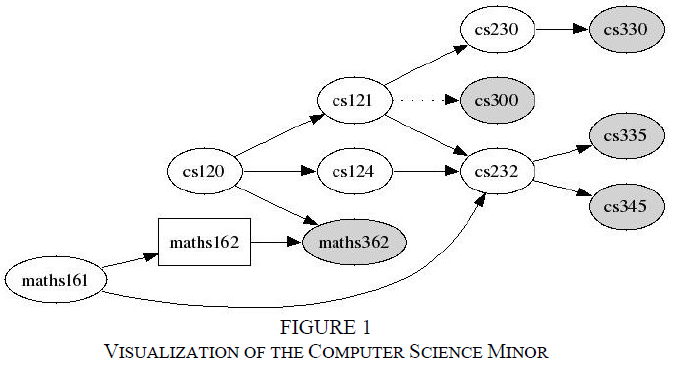 cs230
cs330
cs121
cs300
cs335
cs120
cs124
cs232
cs345
maths162
maths362
maths161
FIGURE 1
VISUALIZATION OF THE COMPUTER SCIENCE MINOR